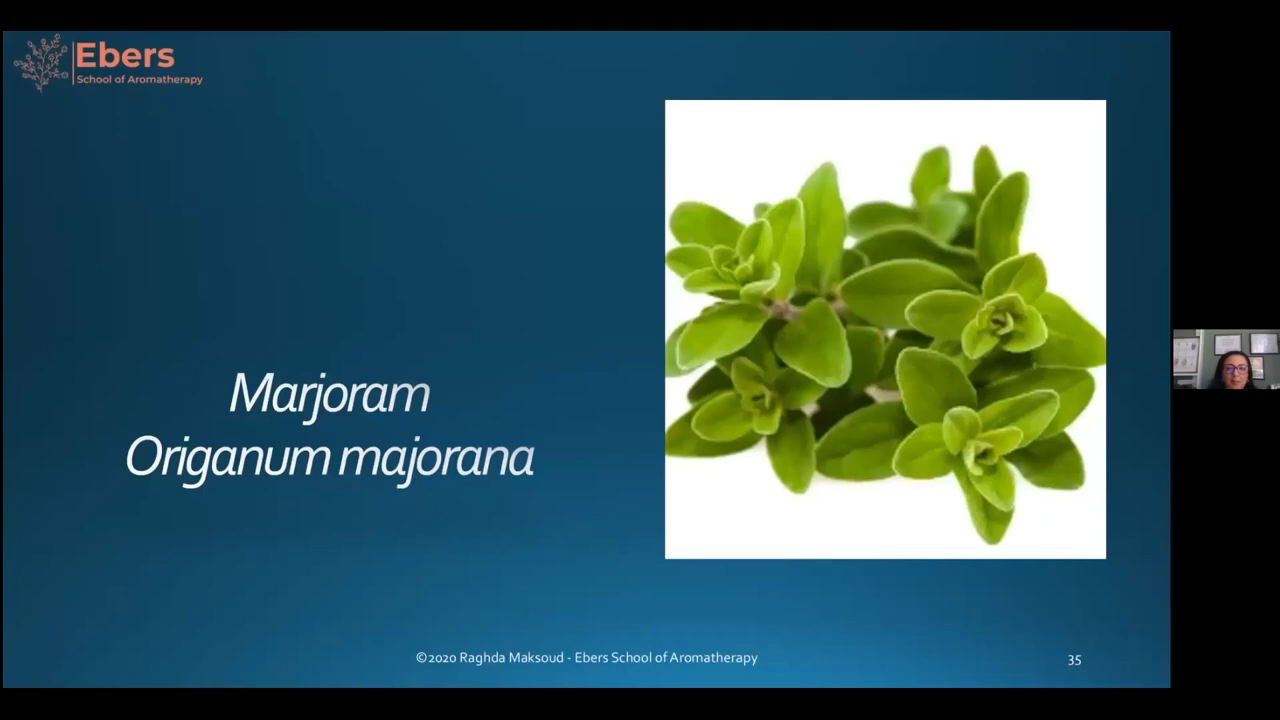 Ebers
School of Aromatherapy
Marjoram
Origanum majorana
©2020 Raghda Maksoud - Ebers School of Aromatherapy
35